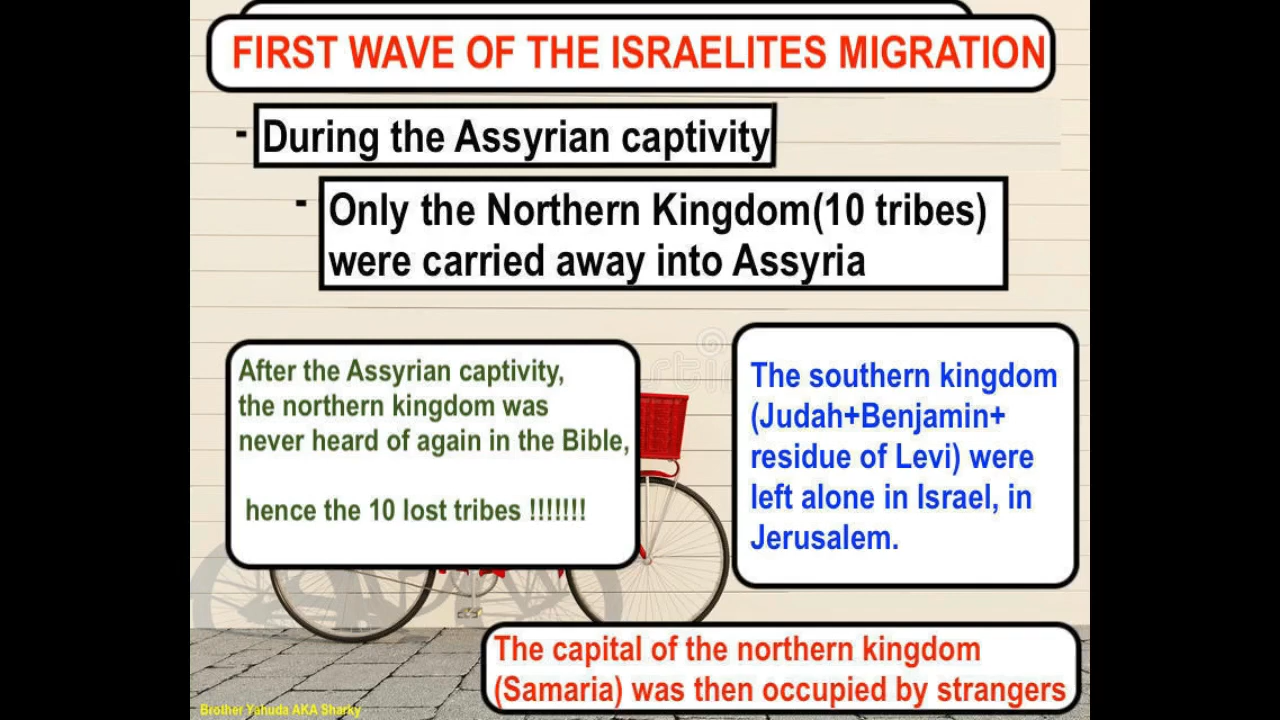 FIRST WAVE OF THE ISRAELITES MIGRATION
- During the Assyrian captivity
- Only the Northern Kingdom(10 tribes)
were carried away into Assyria
After the Assyrian captivity,
the northern kingdom was
never heard of again in the Bible,
hence the 10 lost tribes !!!!!!!
The southern kingdom
(Judah+Benjamin+
residue of Levi) were
left alone in Israel, in
Jerusalem.
The capital of the northern kingdom
(Samaria) was then occupied by strangers
Brother Yahuda AKA Sharky